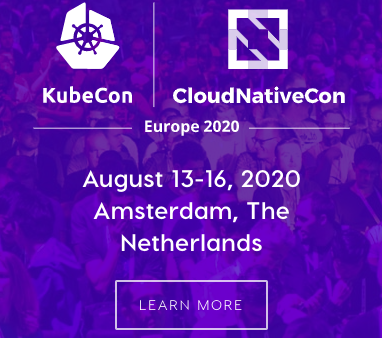 KubeCon
CloudNativeCon
Europe 2020
August 13-16, 2020
Amsterdam, The
Netherlands
LEARN MORE